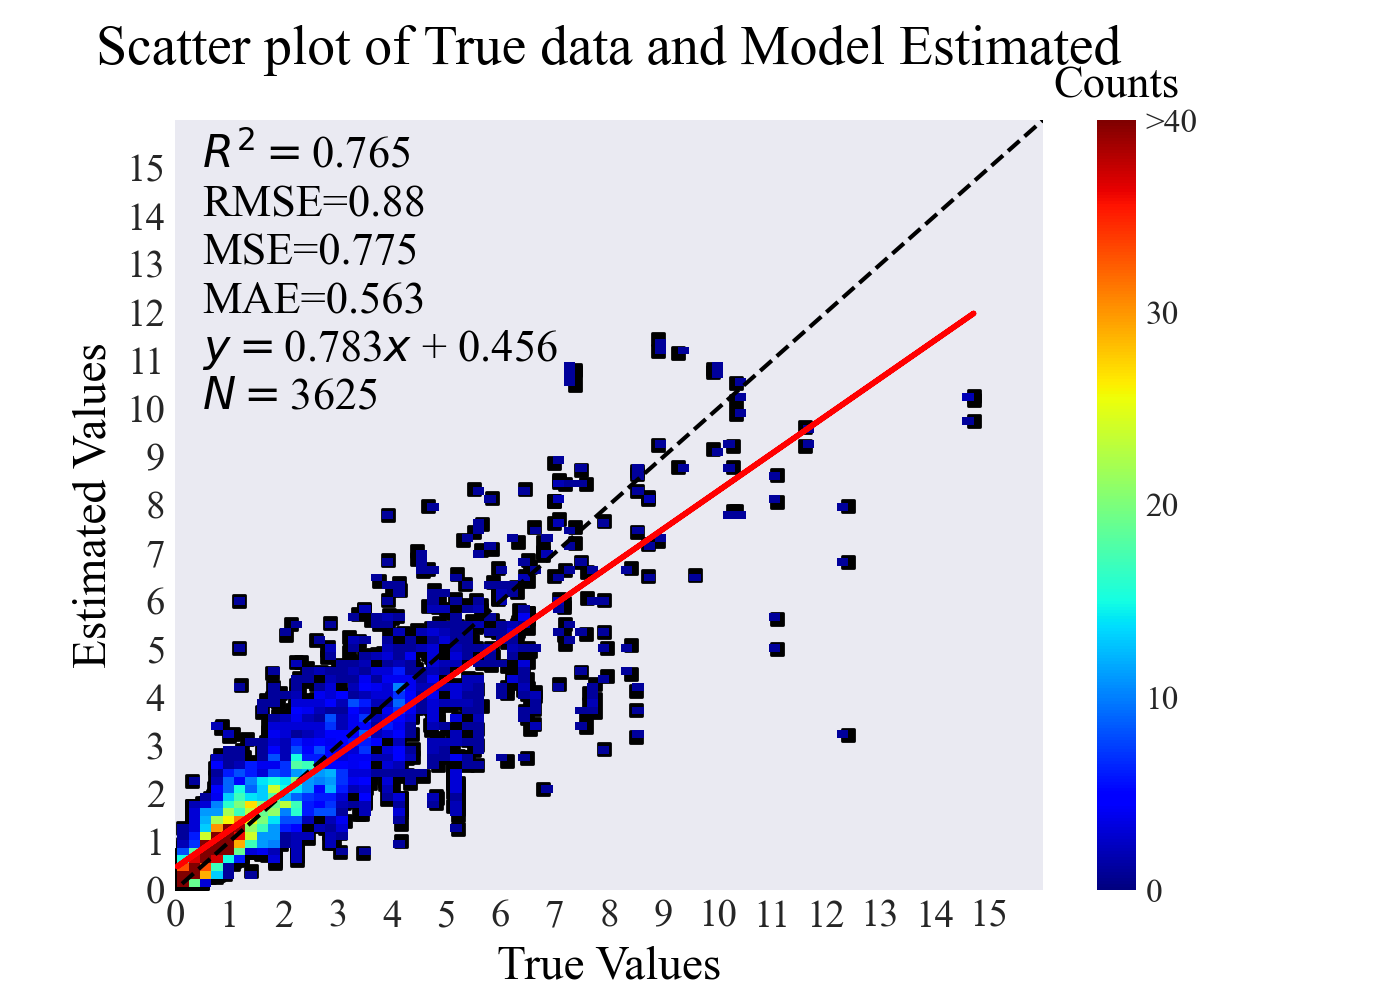 Scatter plot of True data and Model Estimated
Counts
R² = 0.765
RMSE=0.88
MSE=0.775
MAE=0.563
y = 0.783x + 0.456
N = 3625
Estimated Values
15
14
13
12
11
10
9
8
7
6
5
4
3
2
1
0
0 1 2 3 4 5 6 7 8 9 10 11 12 13 14 15
True Values
>40
30
20
10
0